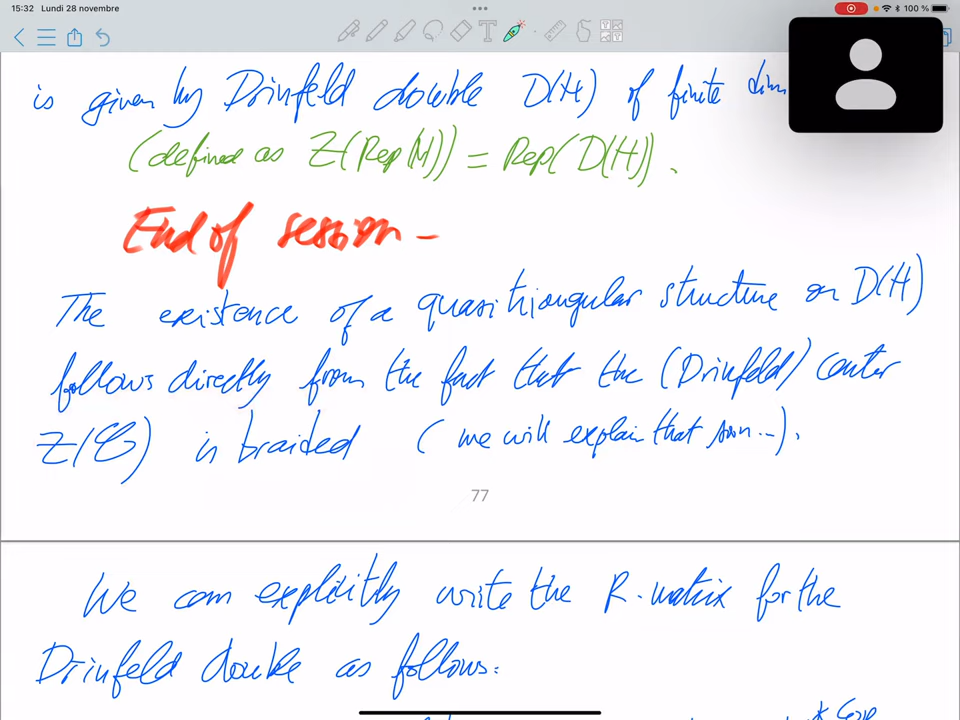 15:32 Lundi 28 novembre
100 %
is given by Drinfeld double D(H) of finite dim
(defined as Z(Rep H)) = Rep(D(H)).
End of session -
The existence of a quasitriangular structure on D(H)
follows directly from the fact that the (Drinfeld) center
Z(C) is braided (we will explain that soon...).
77
We can explicitly write the R-matrix for the
Drinfeld double as follows:
* cop